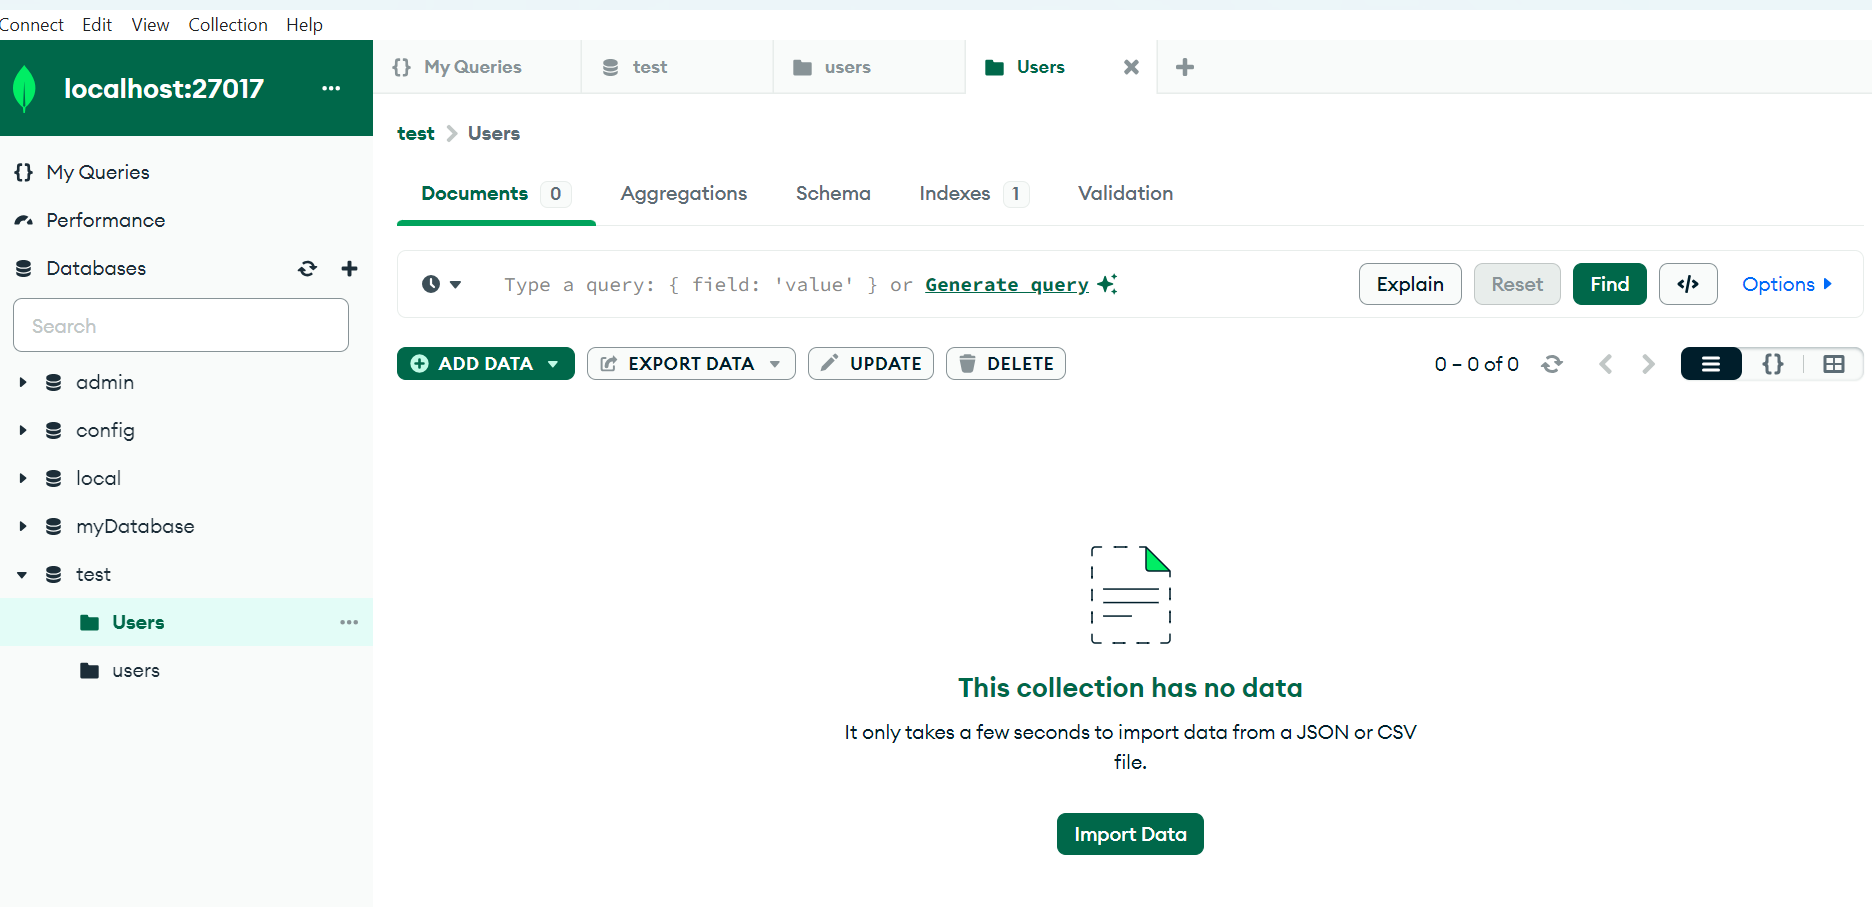 Connect Edit View Collection Help
localhost:27017 ...
{} My Queries test users Users × +
test > Users
My Queries
Performance
Databases
Search
admin
config
local
myDatabase
test
Users ...
users
Documents 0 Aggregations Schema Indexes 1 Validation
Type a query: { field: 'value' } or Generate query
Explain Reset Find </> Options
ADD DATA EXPORT DATA UPDATE DELETE 0 – 0 of 0 {}
This collection has no data
It only takes a few seconds to import data from a JSON or CSV
file.
Import Data